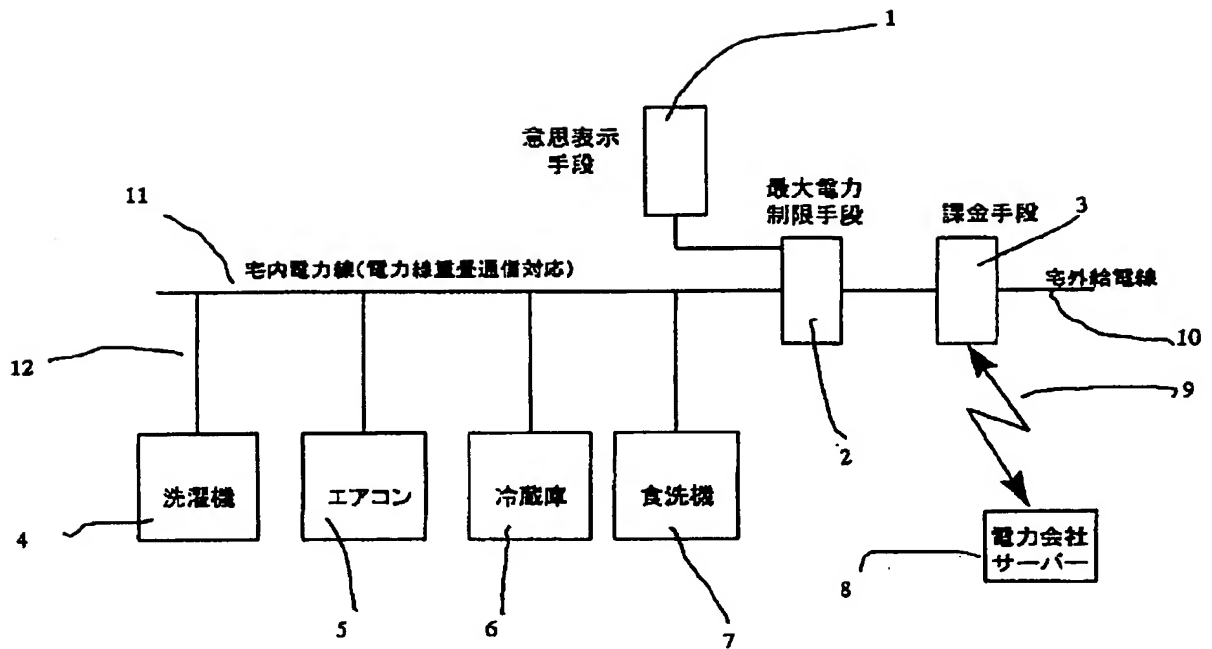 1
意思表示
手段
最大電力
制限手段
課金手段
3
11
宅内電力線(電力線重畳通信対応)
宅外給電線
10
12
9
2
洗濯機
エアコン
冷蔵庫
食洗機
4
5
6
7
電力会社
サーバー
8